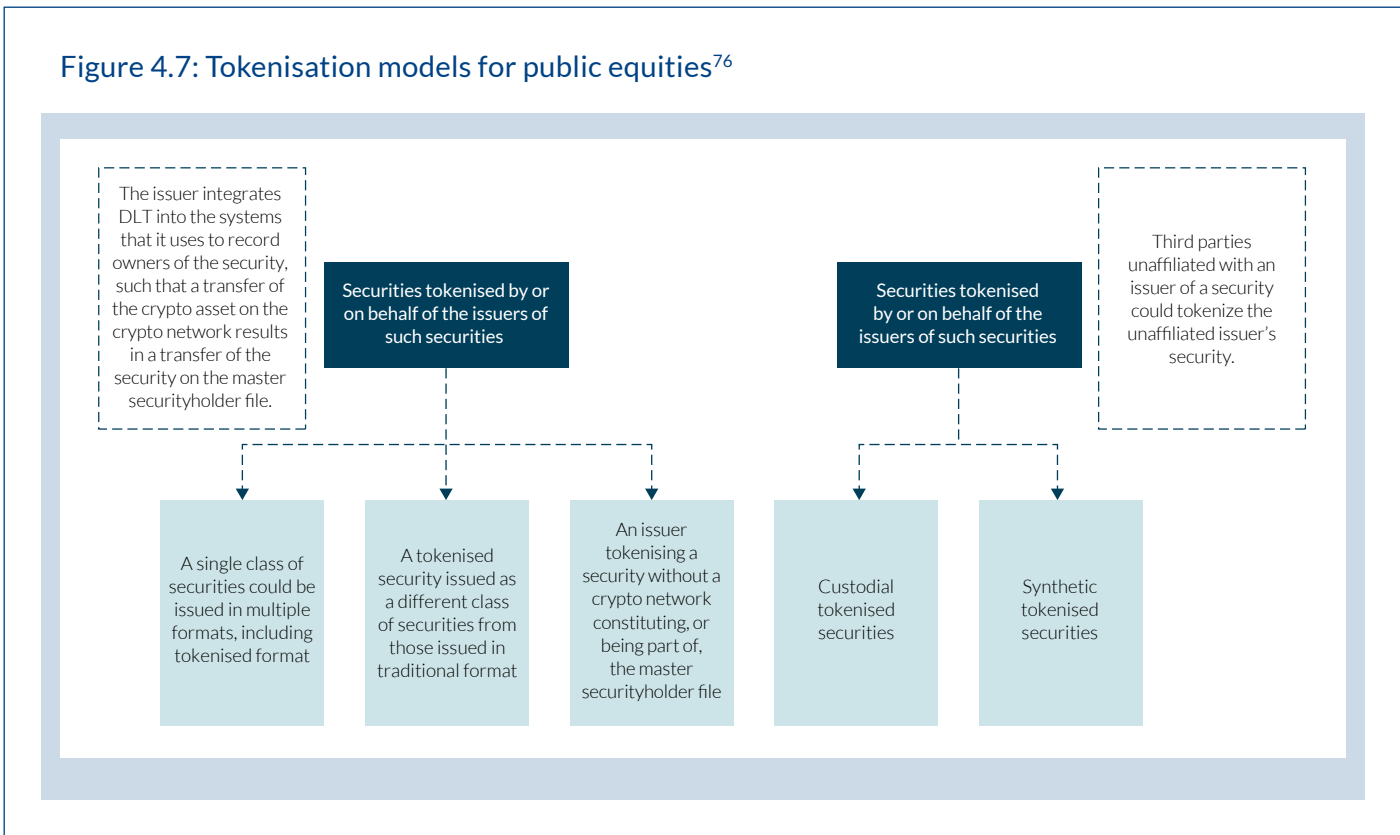 Figure 4.7: Tokenisation models for public equities76
The issuer integrates
DLT into the systems
that it uses to record
owners of the security,
such that a transfer of
the crypto asset on the
crypto network results
in a transfer of the
security on the master
securityholder file.
Securities tokenised by or
on behalf of the issuers of
such securities
Securities tokenised
by or on behalf of the
issuers of such securities
Third parties
unaffiliated with an
issuer of a security
could tokenize the
unaffiliated issuer’s
security.
A single class of
securities could be
issued in multiple
formats, including
tokenised format
A tokenised
security issued as
a different class
of securities from
those issued in
traditional format
An issuer
tokenising a
security without a
crypto network
constituting, or
being part of,
the master
securityholder file
Custodial
tokenised
securities
Synthetic
tokenised
securities